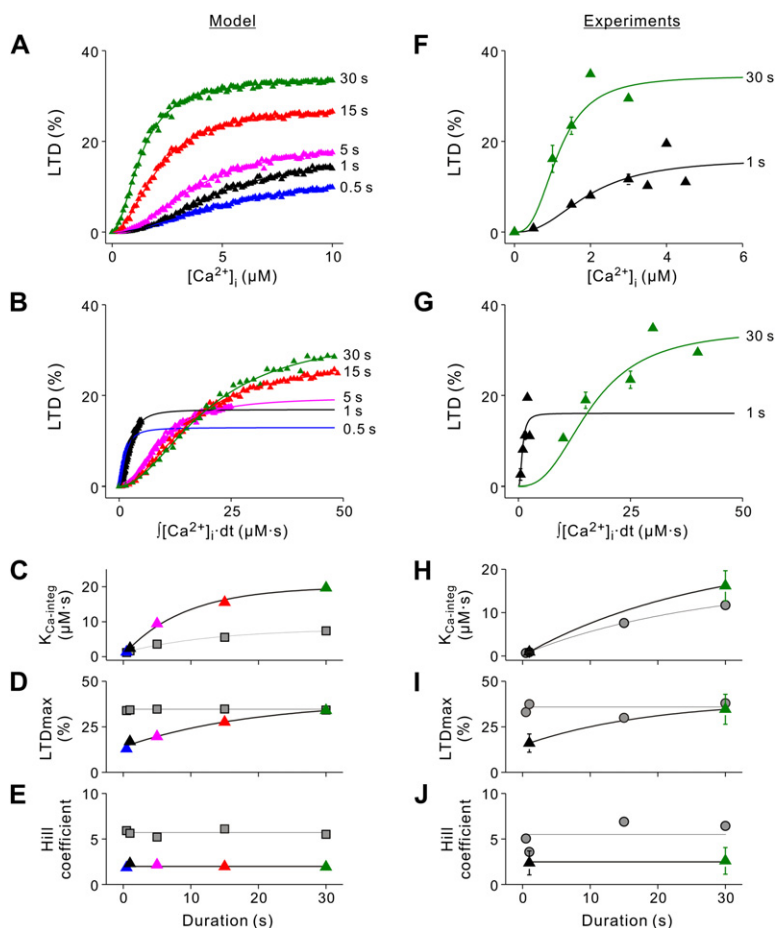 Model
Experiments
A
40
20
0
LTD (%)
30 s
15 s
5 s
1 s
0.5 s
0
5
10
[Ca²⁺]ᵢ (µM)
F
40
20
0
LTD (%)
30 s
1 s
0
2
4
6
[Ca²⁺]ᵢ (µM)
B
40
20
0
LTD (%)
30 s
15 s
5 s
1 s
0.5 s
0
25
50
∫[Ca²⁺]ᵢ·dt (µM·s)
G
40
20
0
LTD (%)
30 s
1 s
0
25
50
∫[Ca²⁺]ᵢ·dt (µM·s)
C
20
10
0
K_Ca-integ
(µM·s)
H
20
10
0
K_Ca-integ
(µM·s)
D
50
25
0
LTDmax
(%)
I
50
25
0
LTDmax
(%)
E
10
5
0
Hill
coefficient
0
10
20
30
Duration (s)
J
10
5
0
Hill
coefficient
0
10
20
30
Duration (s)